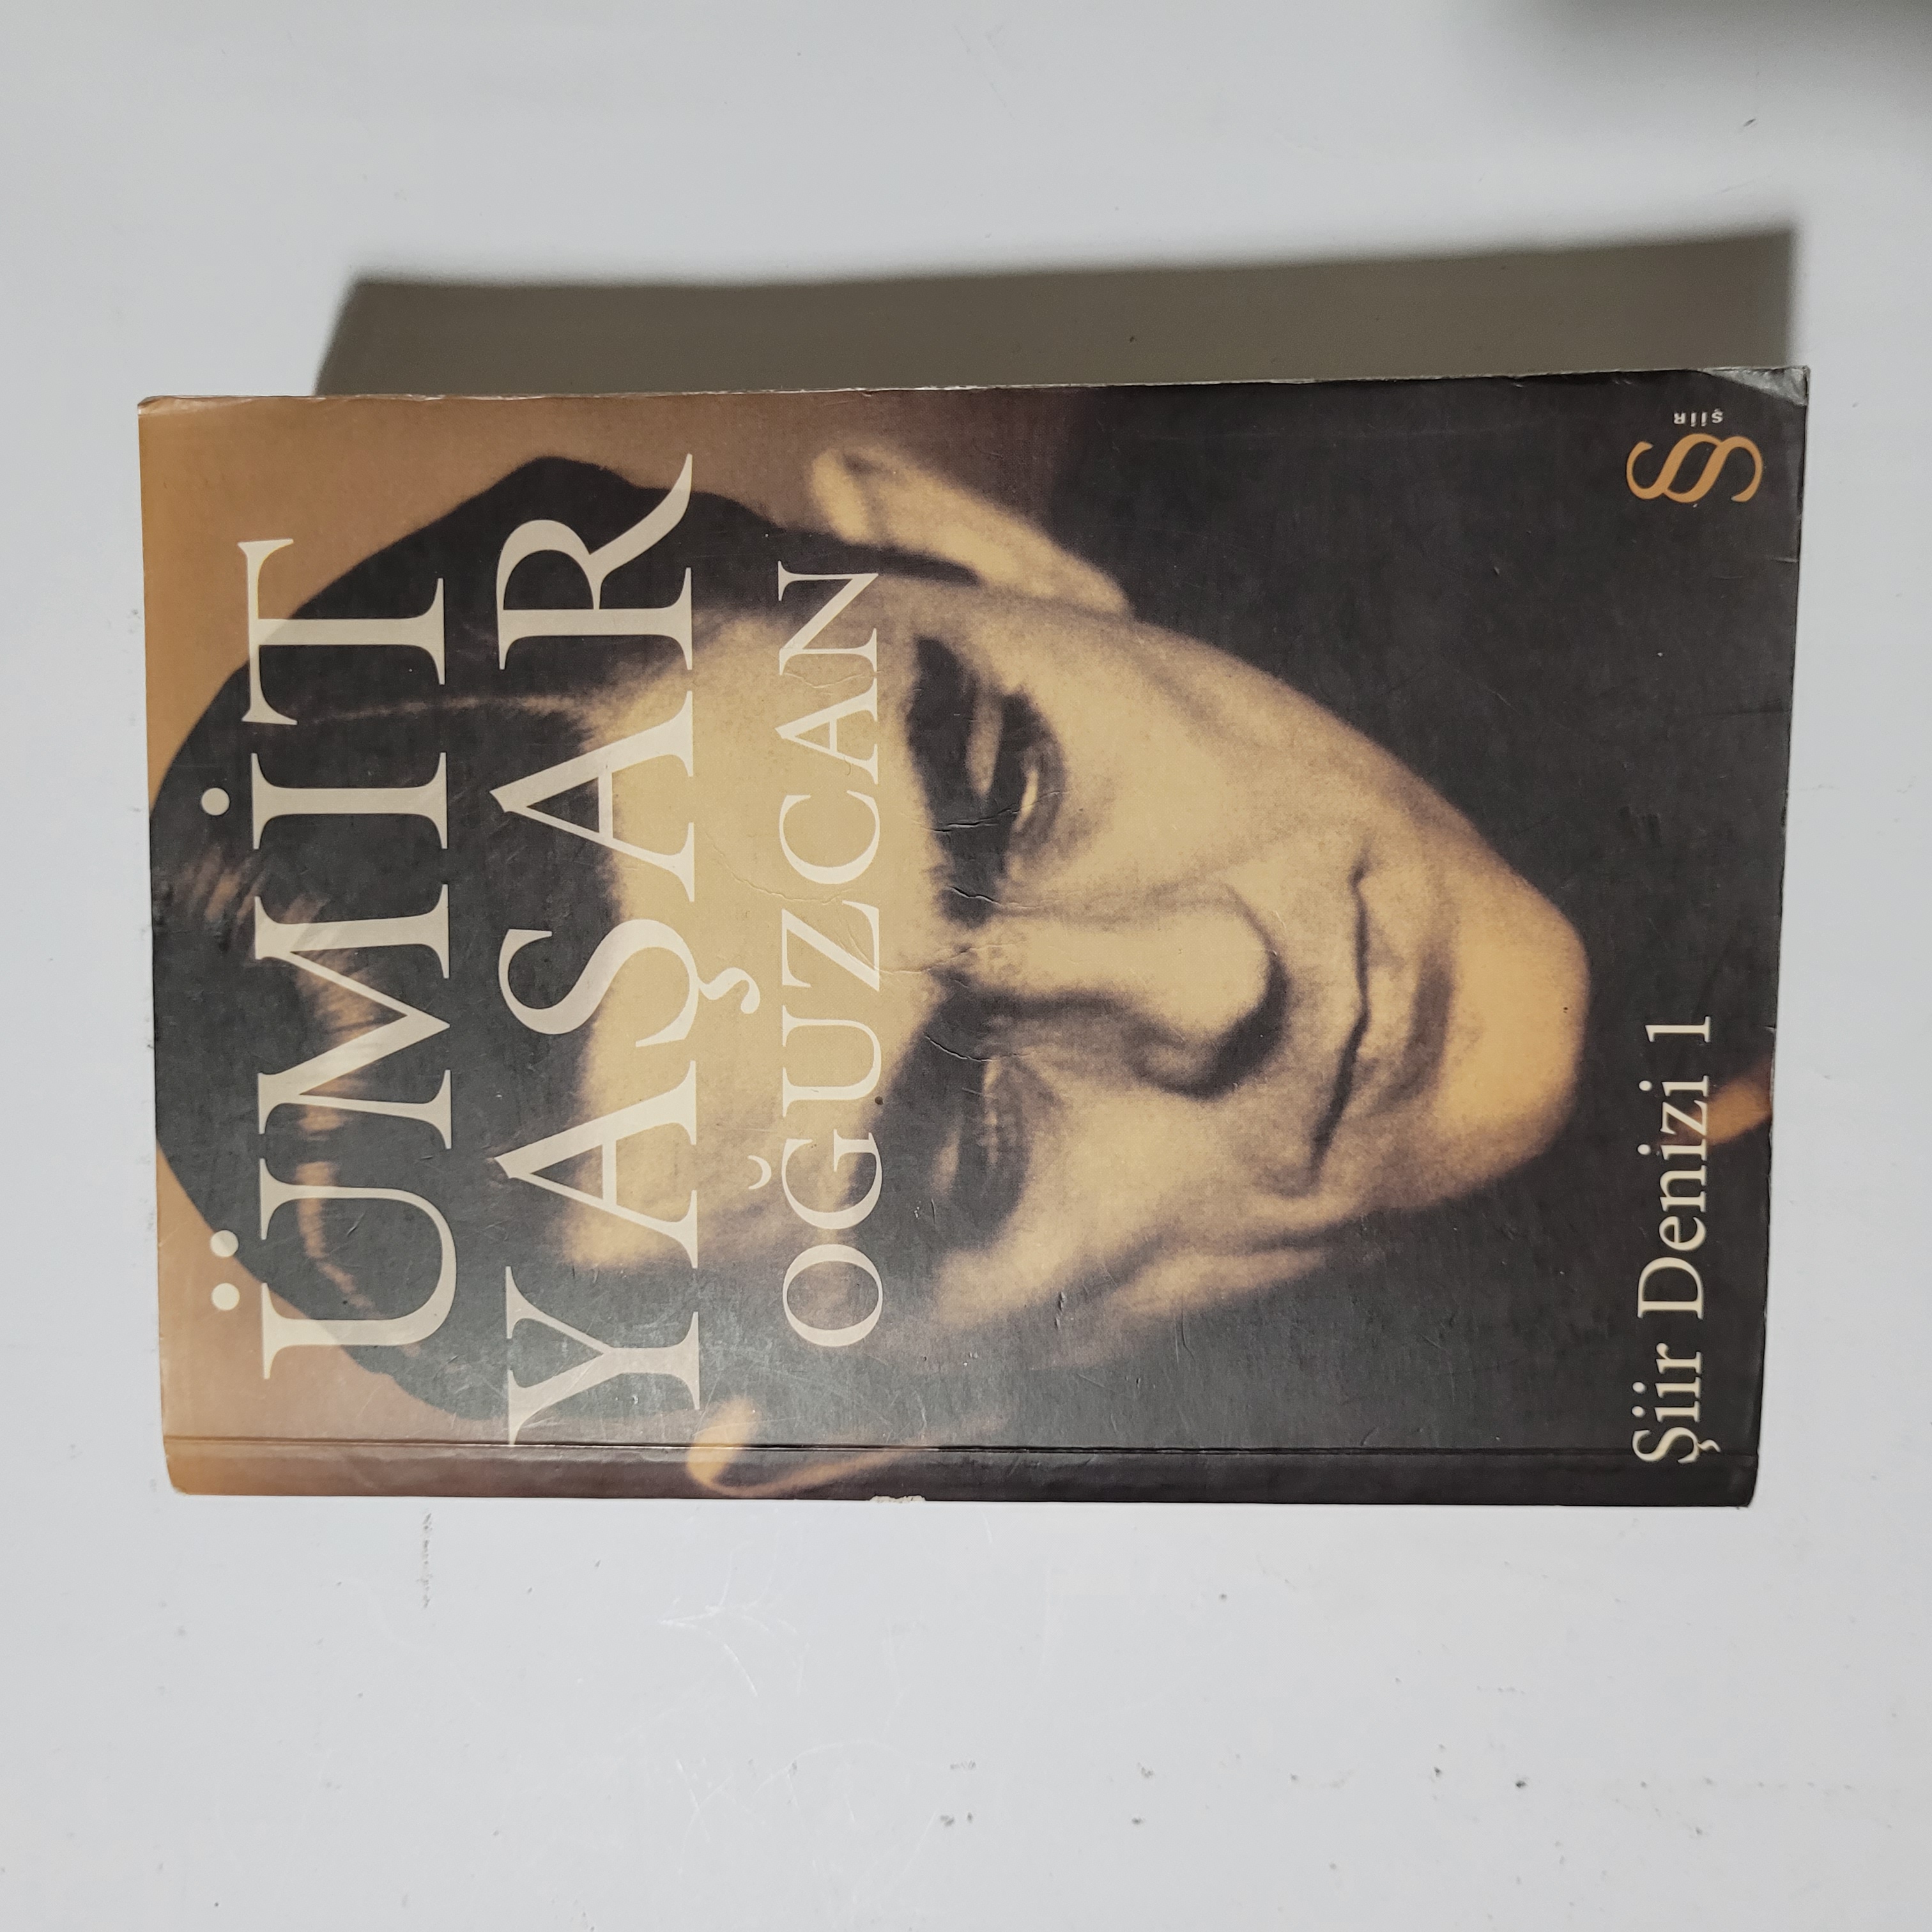 ÜMİT
YAŞAR
OĞUZCAN
Şiir Denizi 1
ŞİİR